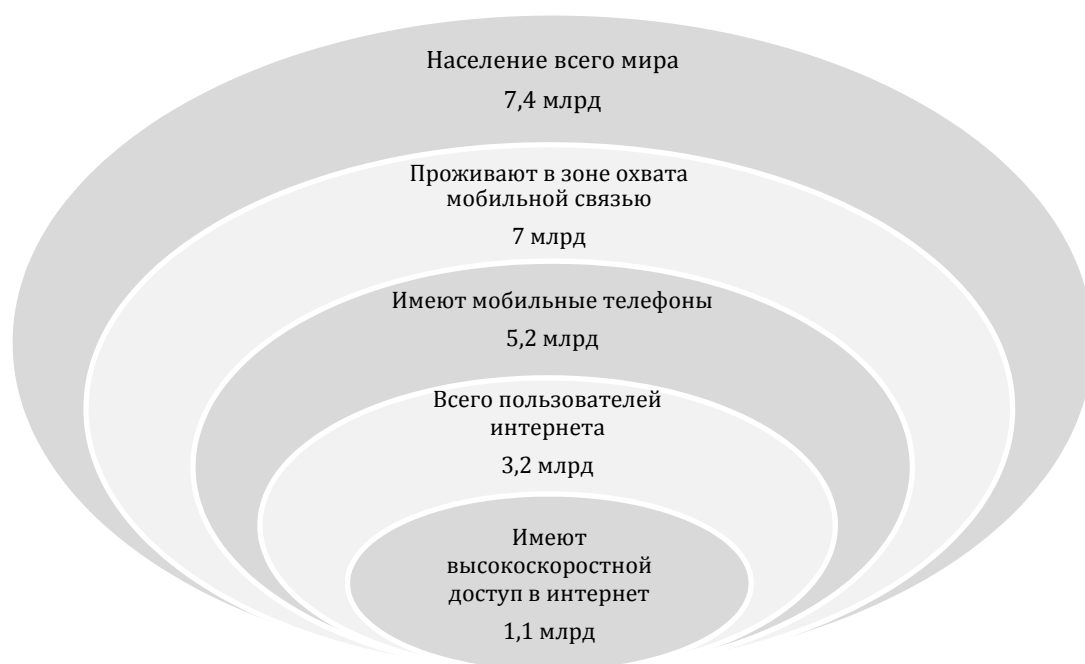 Население всего мира
7,4 млрд
Проживают в зоне охвата
мобильной связью
7 млрд
Имеют мобильные телефоны
5,2 млрд
Всего пользователей
интернета
3,2 млрд
Имеют
высокоскоростной
доступ в интернет
1,1 млрд